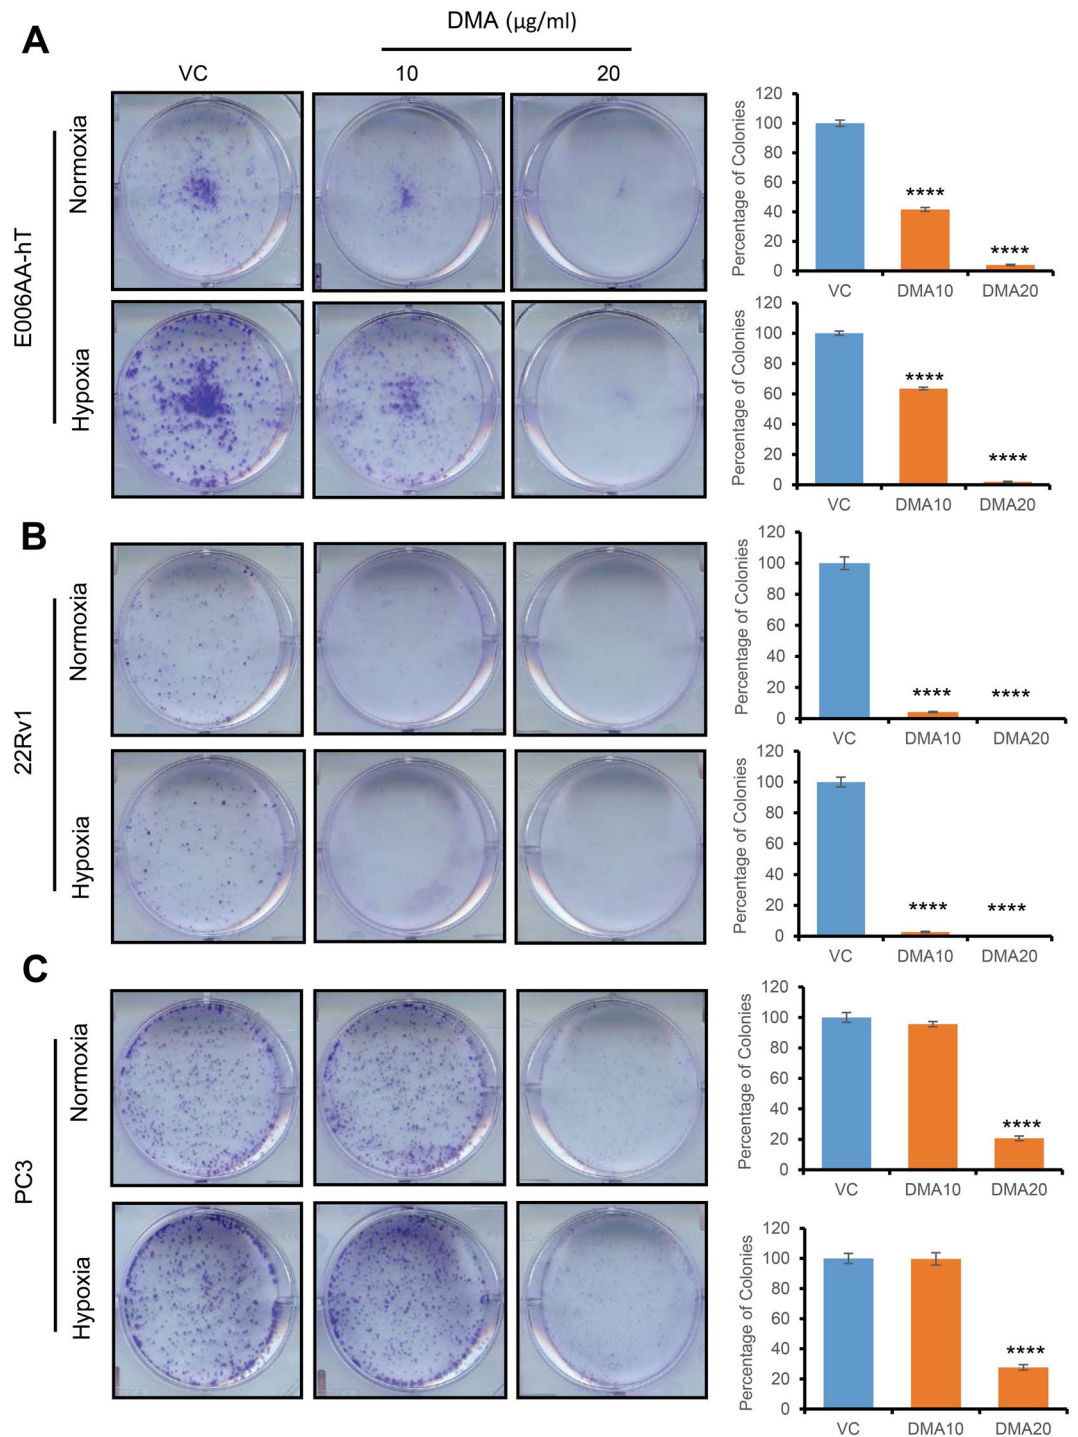 A
DMA (µg/ml)
VC 10 20
E006AA-hT
Normoxia
Percentage of Colonies
120
100
80
60
40
20
0
****
****
VC DMA10 DMA20
Hypoxia
Percentage of Colonies
120
100
80
60
40
20
0
****
****
VC DMA10 DMA20
B
22Rv1
Normoxia
Percentage of Colonies
120
100
80
60
40
20
0
**** ****
VC DMA10 DMA20
Hypoxia
Percentage of Colonies
120
100
80
60
40
20
0
**** ****
VC DMA10 DMA20
C
PC3
Normoxia
Percentage of Colonies
120
100
80
60
40
20
0
****
VC DMA10 DMA20
Hypoxia
Percentage of Colonies
120
100
80
60
40
20
0
****
VC DMA10 DMA20